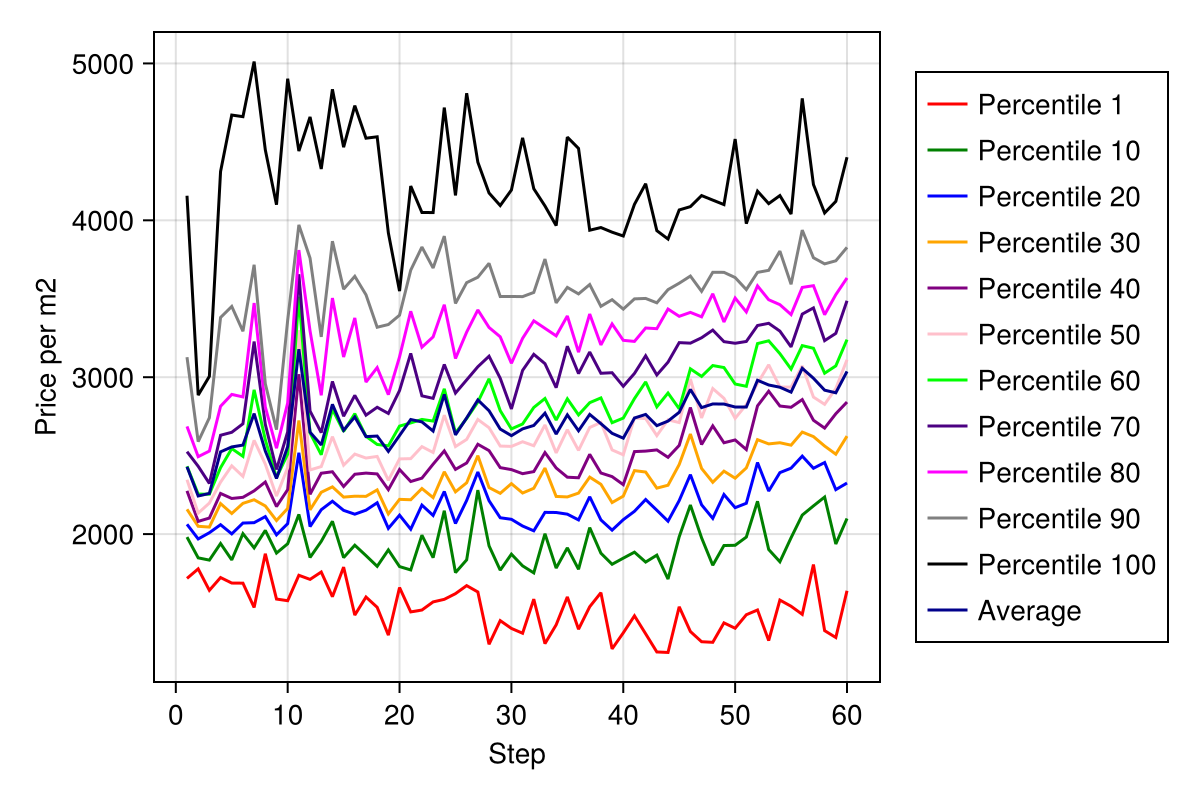 5000
4000
3000
2000
Price per m2
0 10 20 30 40 50 60
Step
Percentile 1
Percentile 10
Percentile 20
Percentile 30
Percentile 40
Percentile 50
Percentile 60
Percentile 70
Percentile 80
Percentile 90
Percentile 100
Average